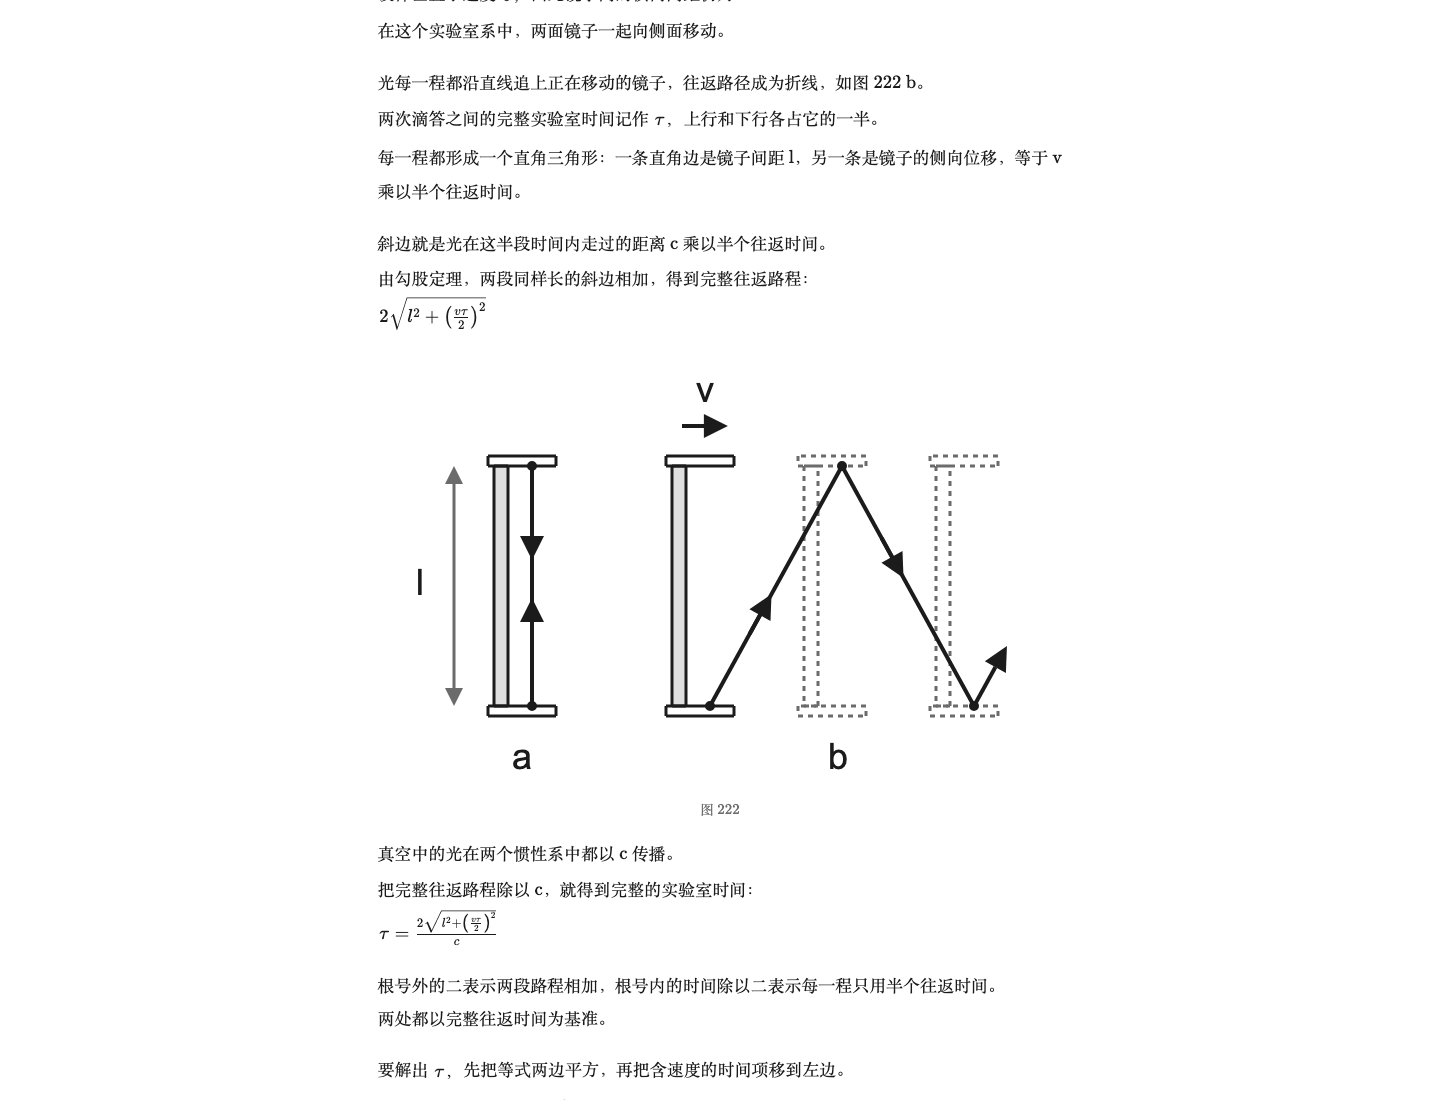 在这个实验室系中，两面镜子一起向侧面移动。
光每一程都沿直线追上正在移动的镜子，往返路径成为折线，如图 222 b。
两次滴答之间的完整实验室时间记作 τ，上行和下行各占它的一半。
每一程都形成一个直角三角形：一条直角边是镜子间距 l，另一条是镜子的侧向位移，等于 v
乘以半个往返时间。
斜边就是光在这半段时间内走过的距离 c 乘以半个往返时间。
由勾股定理，两段同样长的斜边相加，得到完整往返路程：
2√(l² + (vτ/2)²)
v
l
a
b
图 222
真空中的光在两个惯性系中都以 c 传播。
把完整往返路程除以 c，就得到完整的实验室时间：
τ = 2√(l²+(vτ/2)²)/c
根号外的二表示两段路程相加，根号内的时间除以二表示每一程只用半个往返时间。
两处都以完整往返时间为基准。
要解出 τ，先把等式两边平方，再把含速度的时间项移到左边。